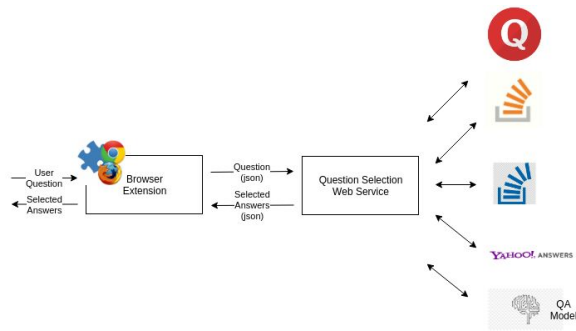 Q
User
Question
Selected
Answers
Browser
Extension
Question
(json)
Selected
Answers
(json)
Question Selection
Web Service
YAHOO! ANSWERS
QA
Model